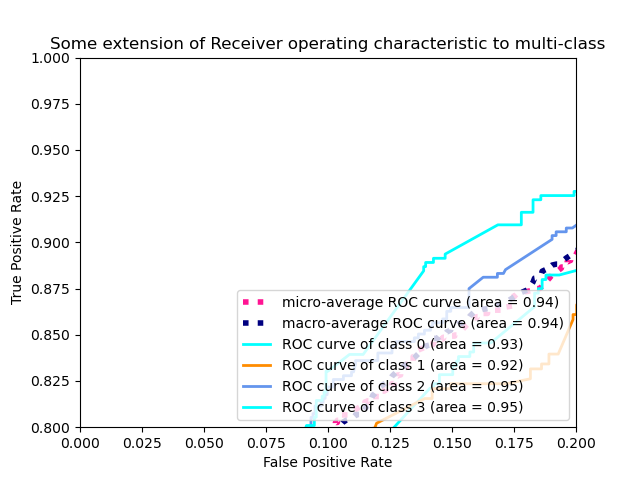 Some extension of Receiver operating characteristic to multi-class
1.000
0.975
0.950
0.925
0.900
0.875
0.850
0.825
0.800
True Positive Rate
micro-average ROC curve (area = 0.94)
macro-average ROC curve (area = 0.94)
ROC curve of class 0 (area = 0.93)
ROC curve of class 1 (area = 0.92)
ROC curve of class 2 (area = 0.95)
ROC curve of class 3 (area = 0.95)
0.000 0.025 0.050 0.075 0.100 0.125 0.150 0.175 0.200
False Positive Rate